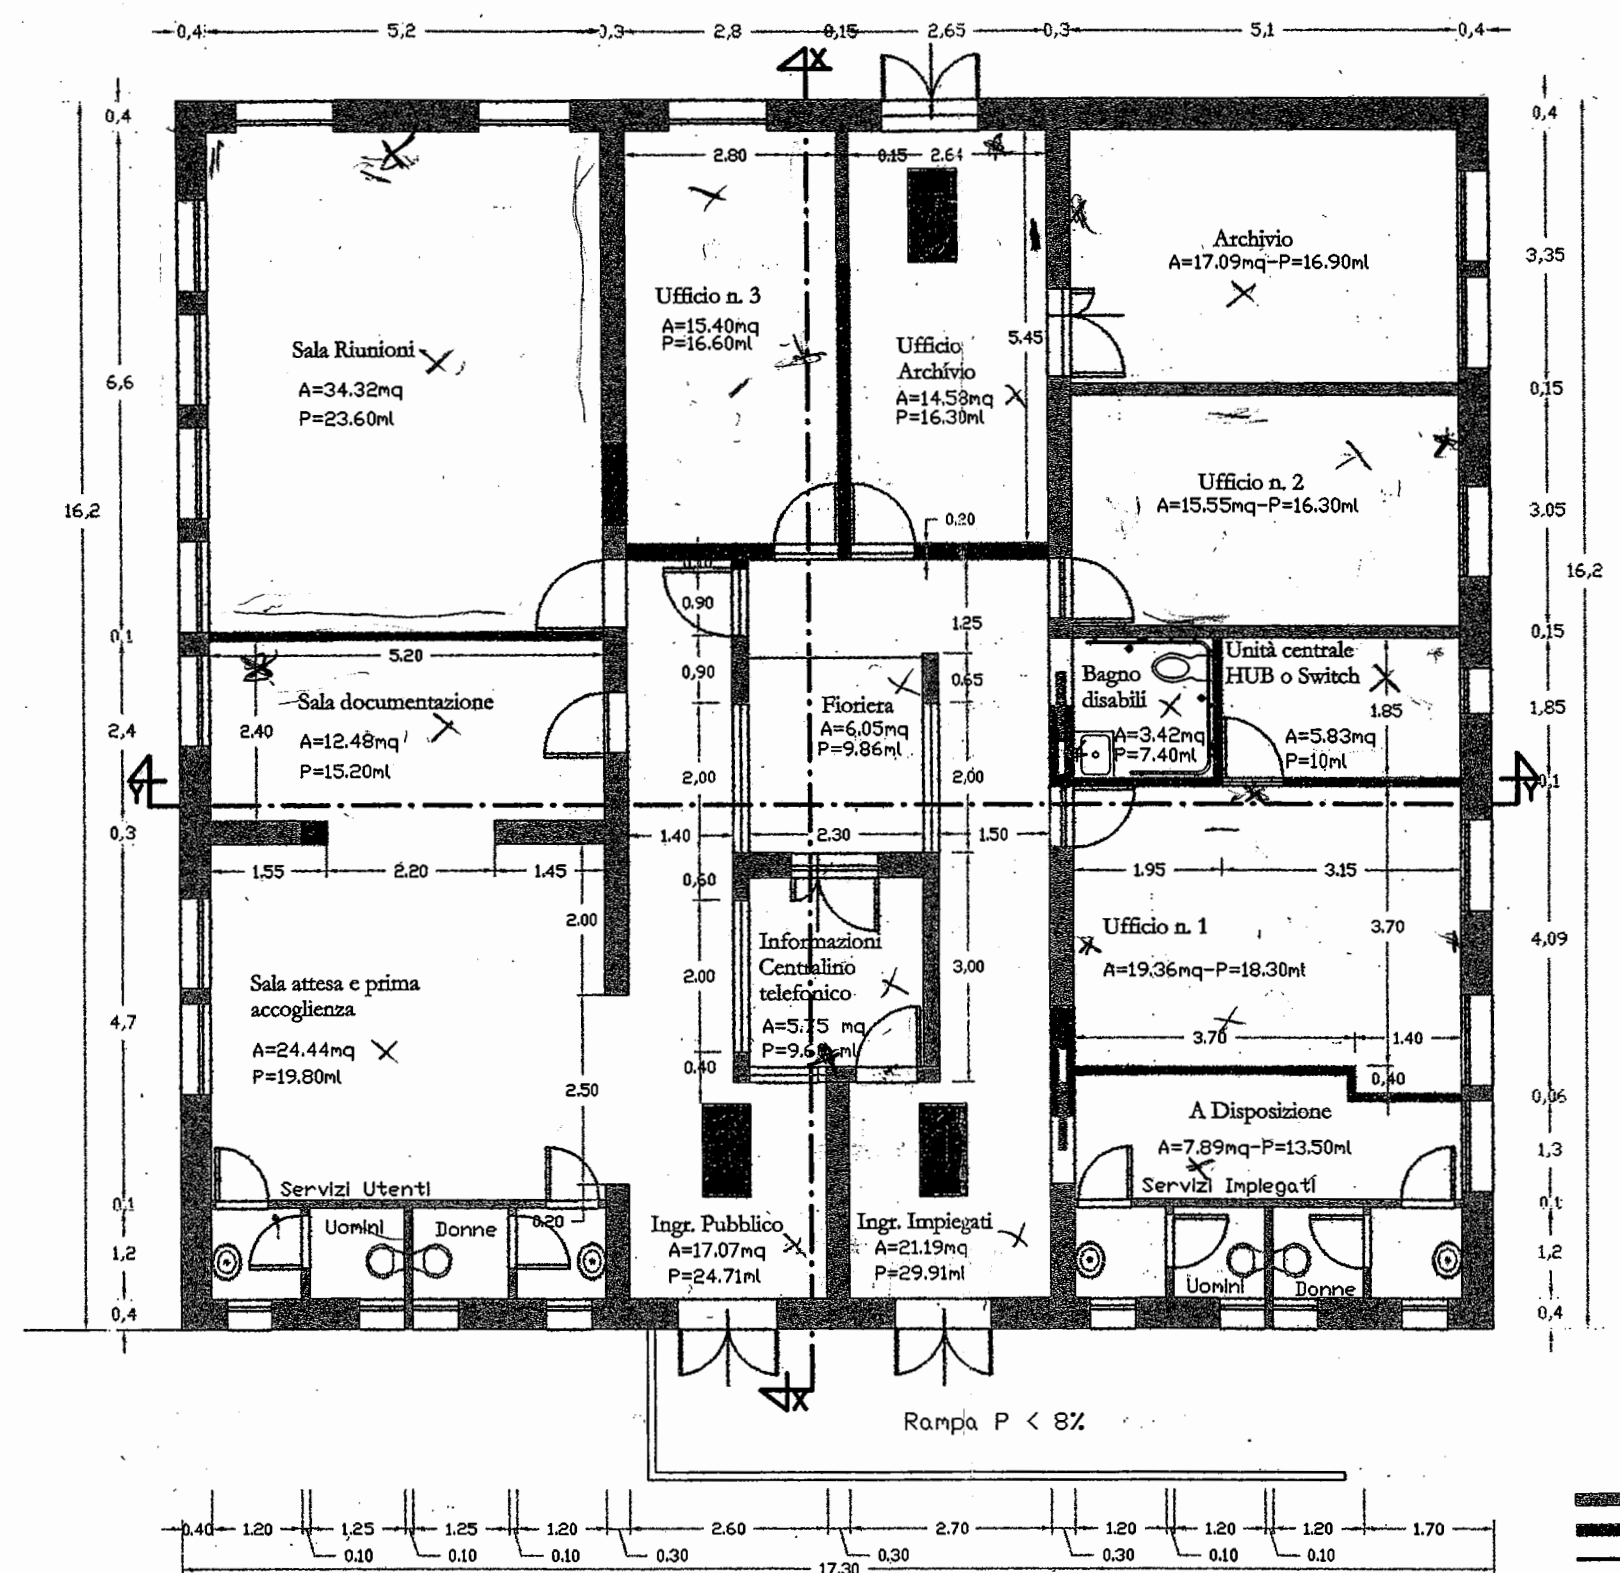 0,4 5,2 0,3 2,8 0,15 2,65 0,3 5,1 0,4
X
0,4
0,4
2.80 0.15 2.64
Archivio
A=17.09mq-P=16.90ml
3,35
Ufficio n. 3
A=15.40mq
P=16.60ml
Sala Riunioni
A=34.32mq
P=23.60ml
5.45
Ufficio
Archivio
A=14.58mq
P=16.30ml
6,6
0,15
Ufficio n. 2
A=15.55mq-P=16.30ml
16,2
3,05
0.20
16,2
0.90
1.25
0,1
0,15
5.20
0.90
0.65
Bagno
disabili
A=3.42mq
P=7.40ml
Unità centrale
HUB o Switch
1.85
A=5.83mq
P=10ml
1,85
Sala documentazione
A=12.48mq
P=15.20ml
2.40
2,4
Fioriera
A=6,05mq
P=9.86ml
2,00
2,00
Y
Y
0,1
0,3
1.40 2.30 1.50
1.55 2.20 1.45
1.95 3.15
0,60
2.00
Ufficio n. 1
A=19.36mq-P=18.30ml
3.70
4,09
Informazioni
Centralino
telefonico
A=5.75 mq
2.00
3,00
Sala attesa e prima
accoglienza
A=24.44mq
P=19.80ml
4,7
3.70 1.40
0.40
0,40
2.50
0,06
A Disposizione
A=7.89mq-P=13.50ml
1,3
Servizi Utenti
Servizi Impiegati
0,1
0,1
0.20
Uomini Donne
Ingr. Pubblico
A=17.07mq
P=24.71ml
Ingr. Impiegati
A=21.19mq
P=29.91ml
1,2
1,2
Uomini Donne
0,4
0,4
X
Rampa P < 8%
0.40 1.20 1.25 1.25 1.20 2.60 2.70 1.20 1.20 1.20 1.70
0.10 0.10 0.10 0.30 0.30 0.30 0.10 0.10
17.30